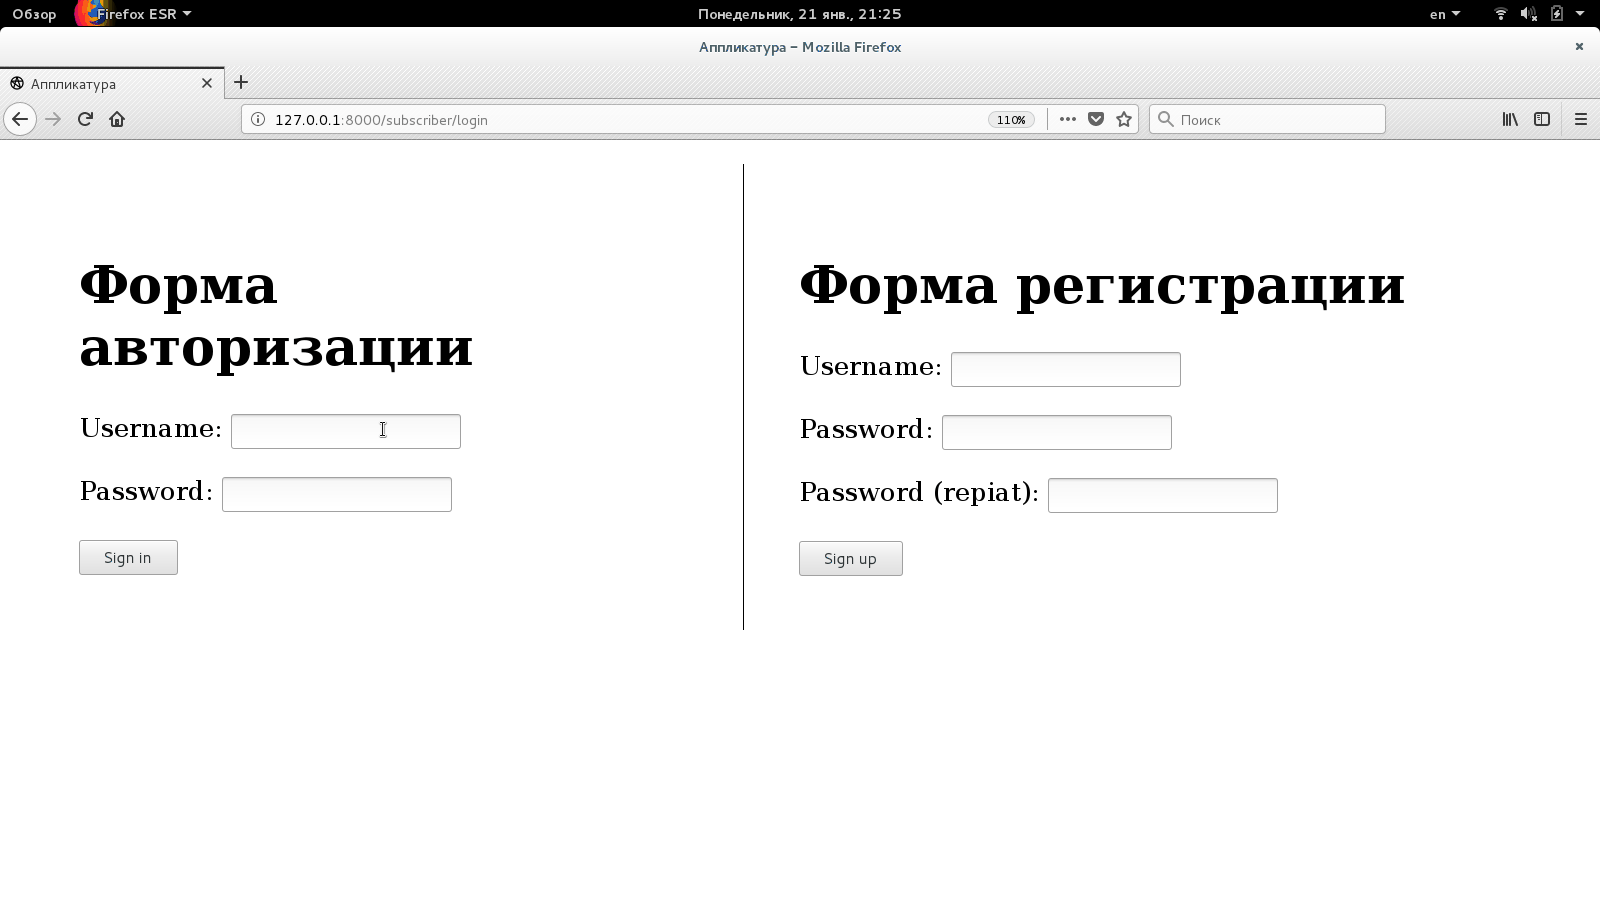 Обзор
Firefox ESR
Понедельник, 21 янв., 21:25
en
Аппликатура – Mozilla Firefox
Аппликатура
127.0.0.1:8000/subscriber/login
110%
Поиск
Форма
авторизации
Username:
Password:
Sign in
Форма регистрации
Username:
Password:
Password (repiat):
Sign up